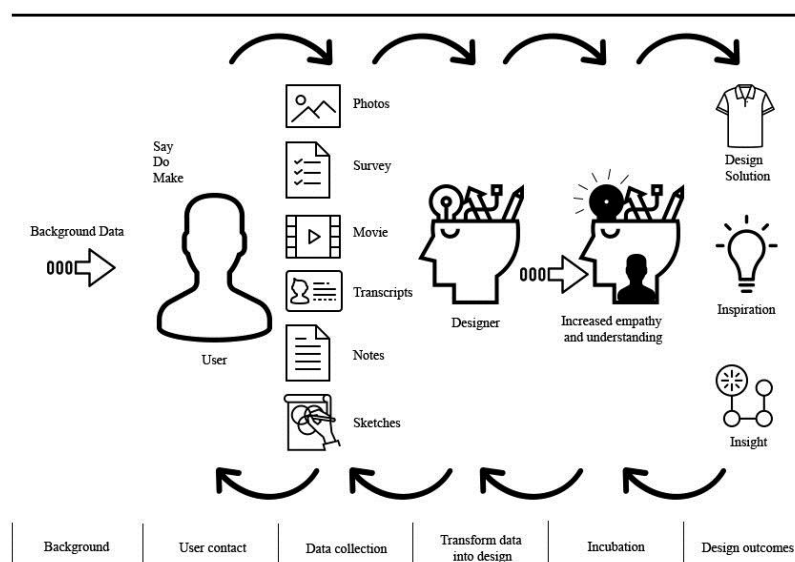 Photos
Say
Do
Make
Survey
Design
Solution
Background Data
Movie
Transcripts
User
Designer
Increased empathy
and understanding
Inspiration
Notes
Sketches
Insight
Background
User contact
Data collection
Transform data
into design
Incubation
Design outcomes